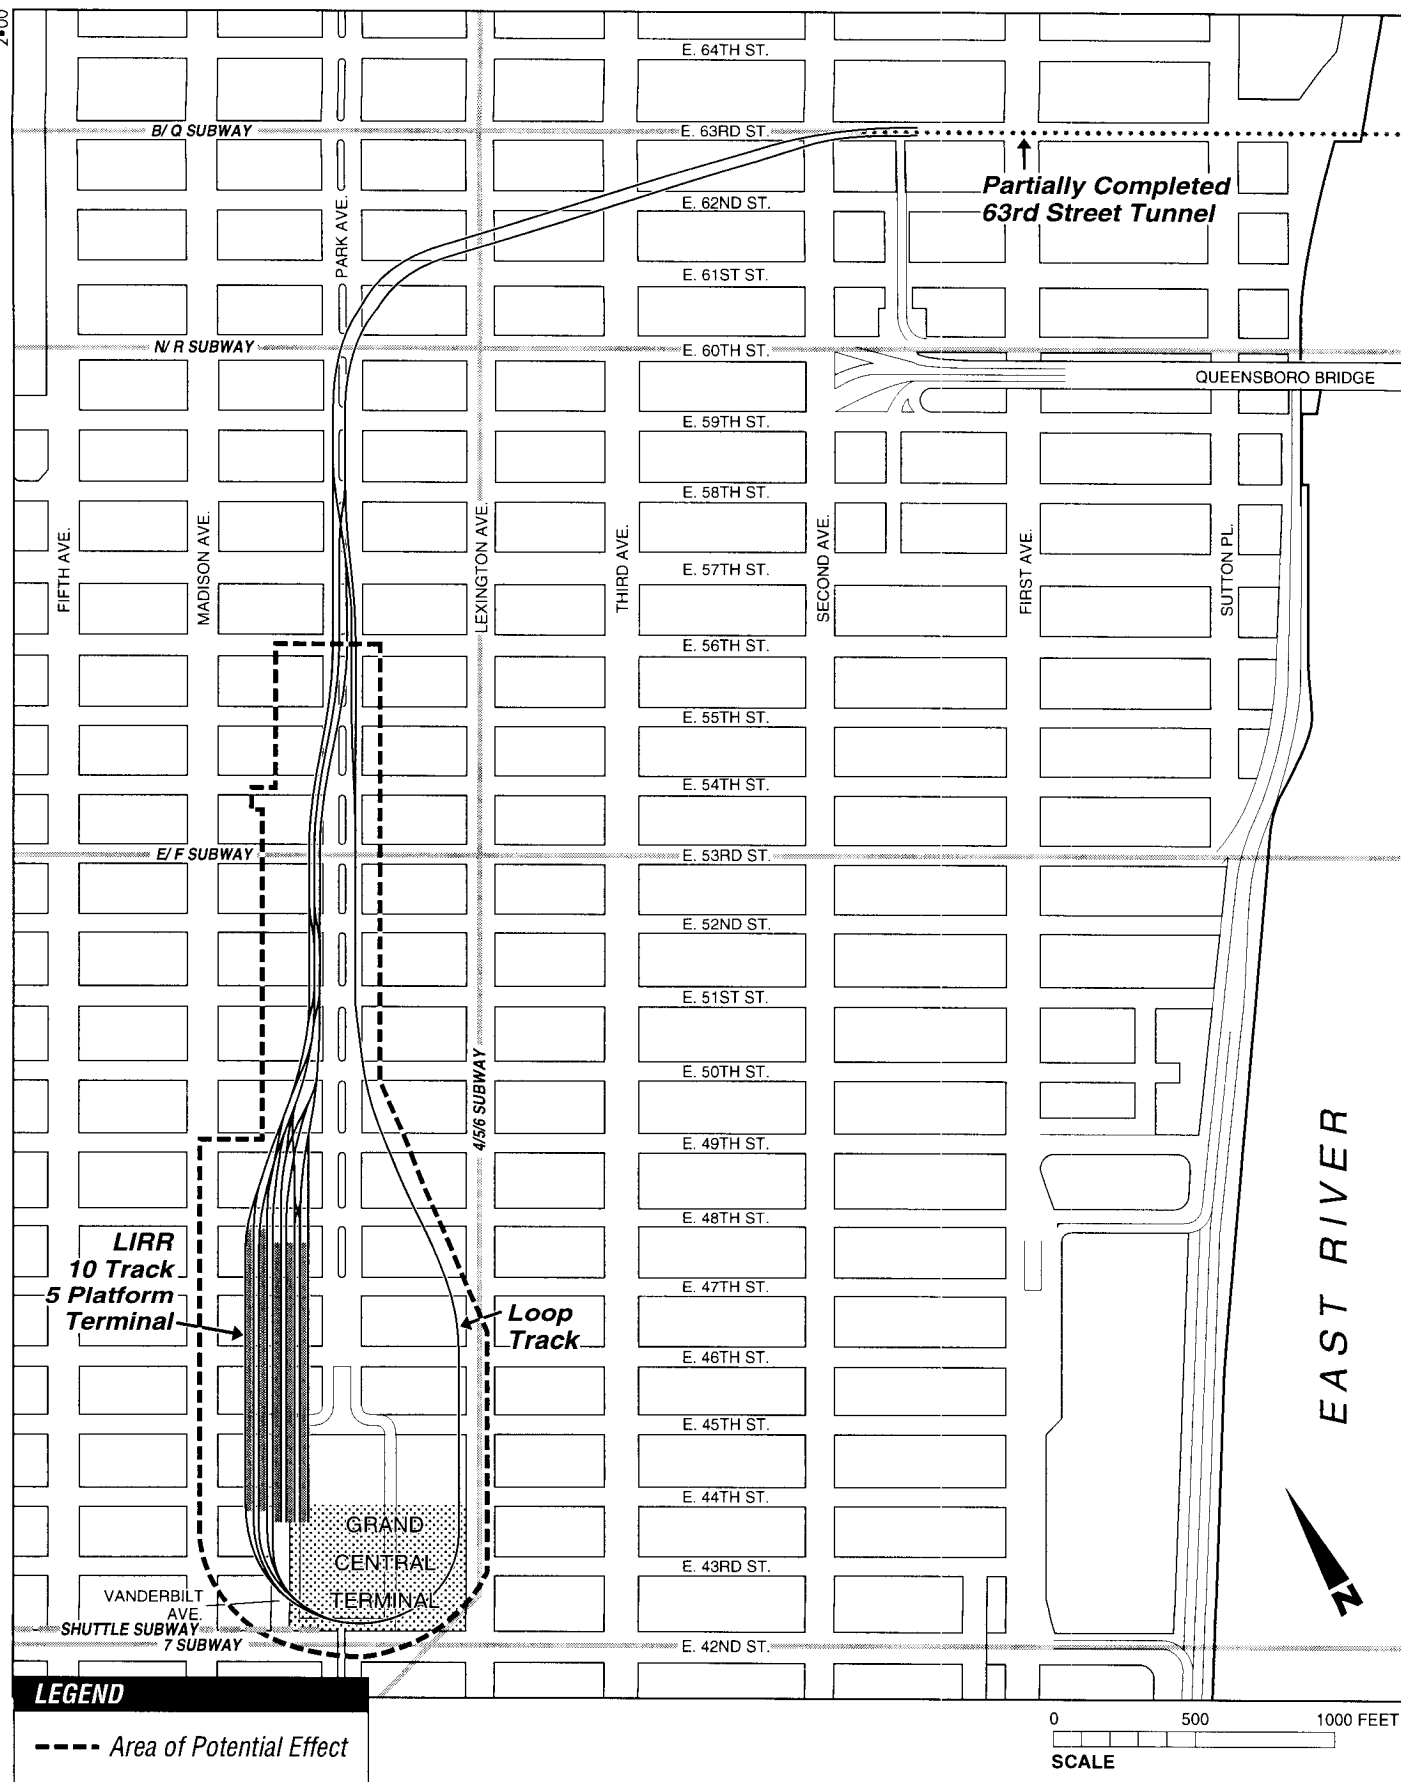 2•00
E. 64TH ST.
B/ Q SUBWAY
E. 63RD ST.
Partially Completed
63rd Street Tunnel
E. 62ND ST.
PARK AVE.
E. 61ST ST.
N/ R SUBWAY
E. 60TH ST.
QUEENSBORO BRIDGE
E. 59TH ST.
E. 58TH ST.
FIFTH AVE.
MADISON AVE.
LEXINGTON AVE.
THIRD AVE.
SECOND AVE.
FIRST AVE.
SUTTON PL.
E. 57TH ST.
E. 56TH ST.
E. 55TH ST.
E. 54TH ST.
E/ F SUBWAY
E. 53RD ST.
E. 52ND ST.
E. 51ST ST.
E. 50TH ST.
4/5/6 SUBWAY
E. 49TH ST.
E. 48TH ST.
LIRR
10 Track
5 Platform
Terminal
E. 47TH ST.
Loop
Track
EAST RIVER
E. 46TH ST.
E. 45TH ST.
E. 44TH ST.
GRAND
CENTRAL
TERMINAL
E. 43RD ST.
VANDERBILT
AVE.
SHUTTLE SUBWAY
7 SUBWAY
E. 42ND ST.
N
LEGEND
Area of Potential Effect
0 500 1000 FEET
SCALE